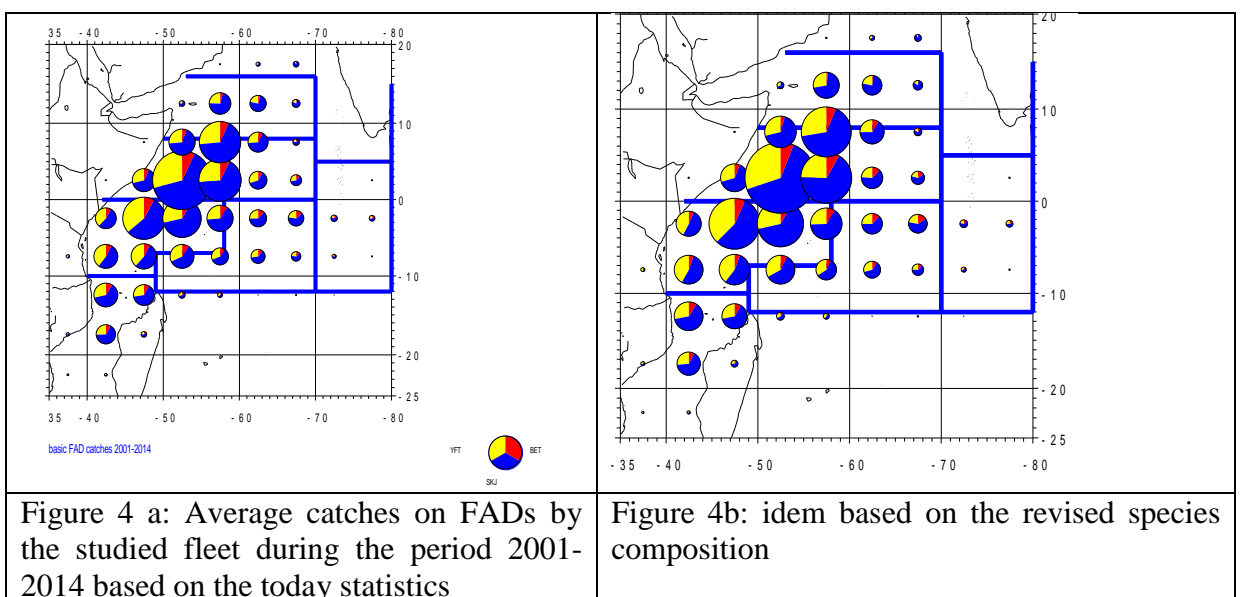 35 -40 -50 -60 -70 -80
20
10
0
-10
-20
-25
35 -40 -50 -60 -70 -80
basic FAD catches 2001-2014
YFT BET
SKJ
20
10
0
-10
-20
-25
-35 -40 -50 -60 -70 -80
Figure 4 a: Average catches on FADs by
the studied fleet during the period 2001-
2014 based on the today statistics
Figure 4b: idem based on the revised species
composition